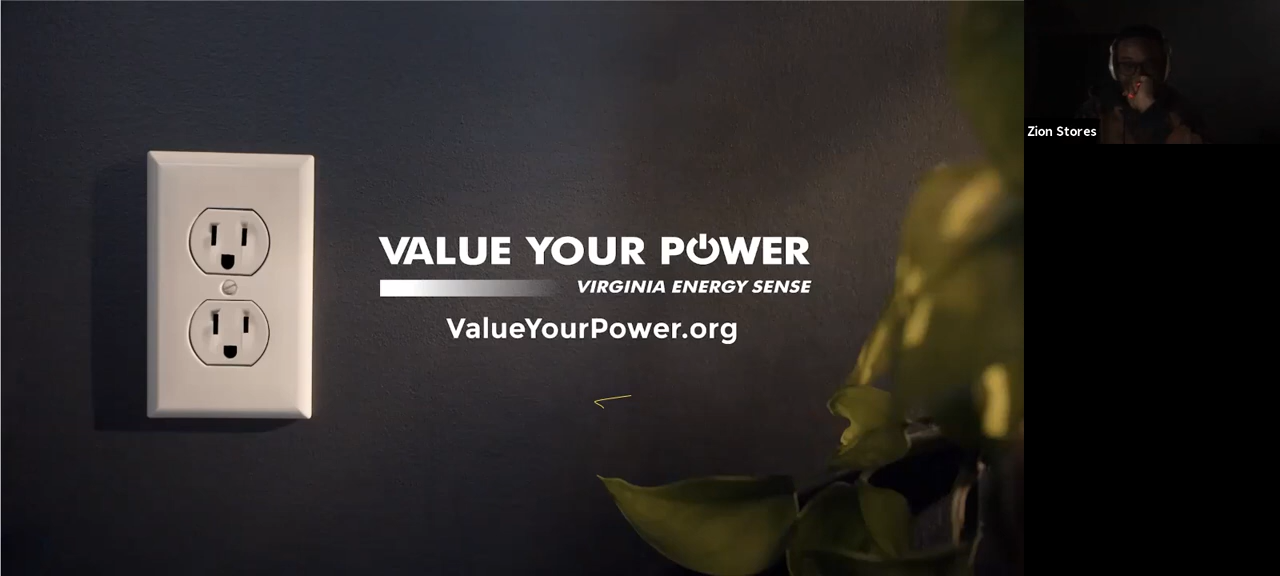 VALUE YOUR POWER
VIRGINIA ENERGY SENSE
ValueYourPower.org
Zion Stores